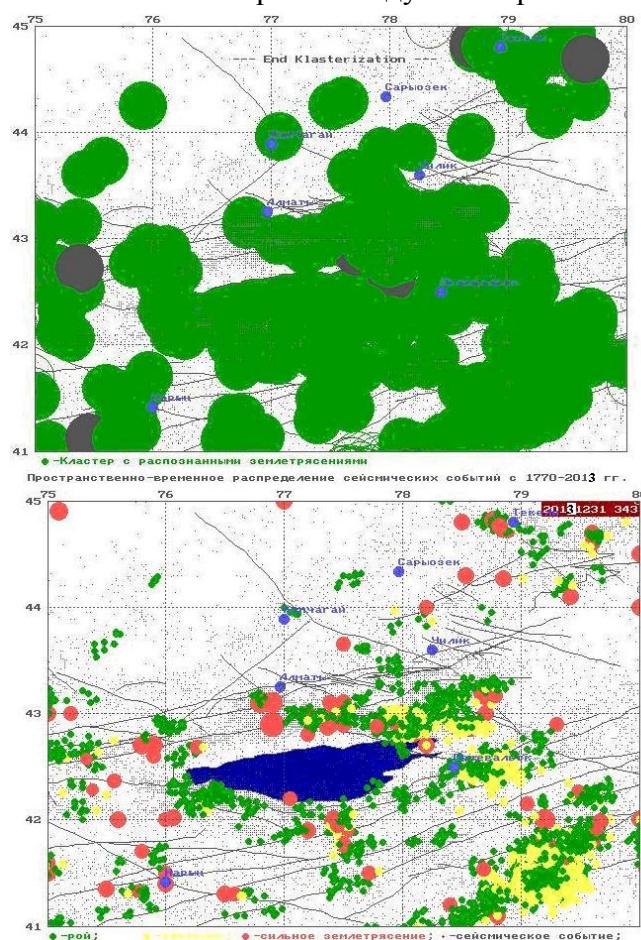 75 76 77 78 79 80
45
--- End Klasterization ---
Сарыозек
44
Чилик
Алматы
43
42
Нарын
41
-Кластер с распознанными землетрясениями
Пространственно-временное распределение сейсмических событий с 1770-2013 гг.
75 76 77 78 79 80
45
20131231 343
Текели
Сарыозек
44
Капчагай
Чилик
Алматы
43
42
Нарын
41
-рой; -сильное землетрясение; -сейсмическое событие;